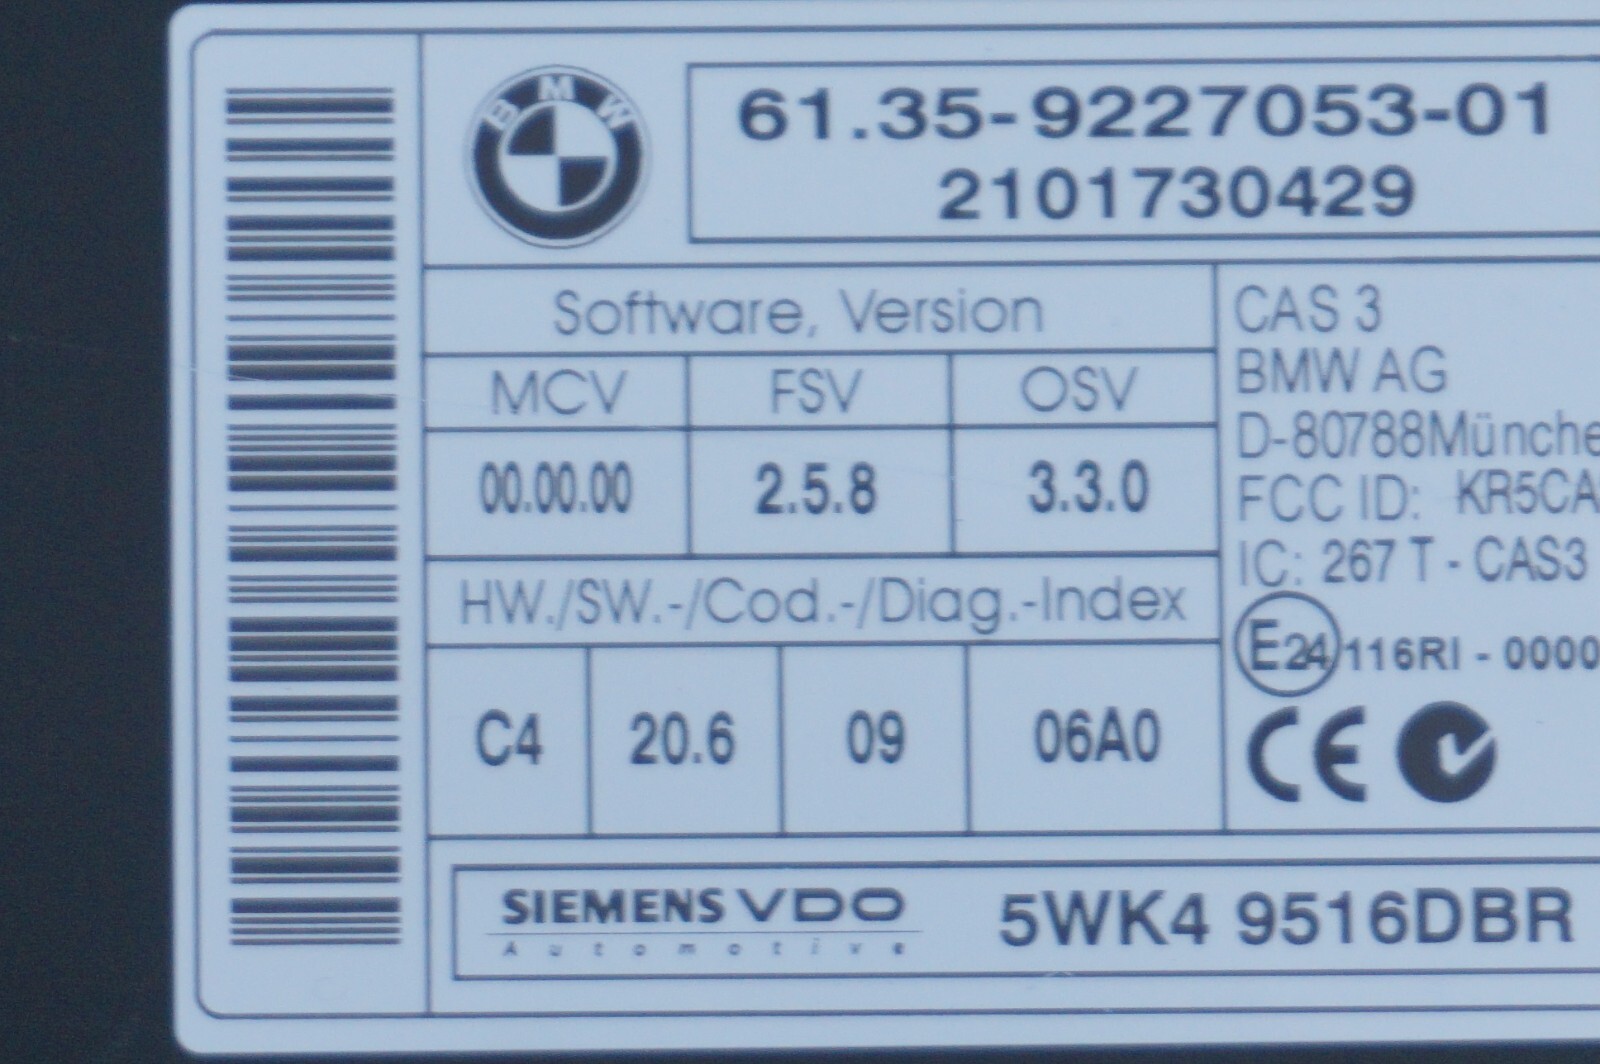 BMW
61.35-9227053-01
2101730429
Software, Version
MCV FSV OSV
00.00.00 2.5.8 3.3.0
HW./SW.-/Cod.-/Diag.-Index
C4 20.6 09 06A0
CAS 3
BMW AG
D-80788Münche
FCC ID: KR5CA
IC: 267 T - CAS3
E24 116RI - 0000
CE
SIEMENS VDO
Automotive
5WK4 9516DBR